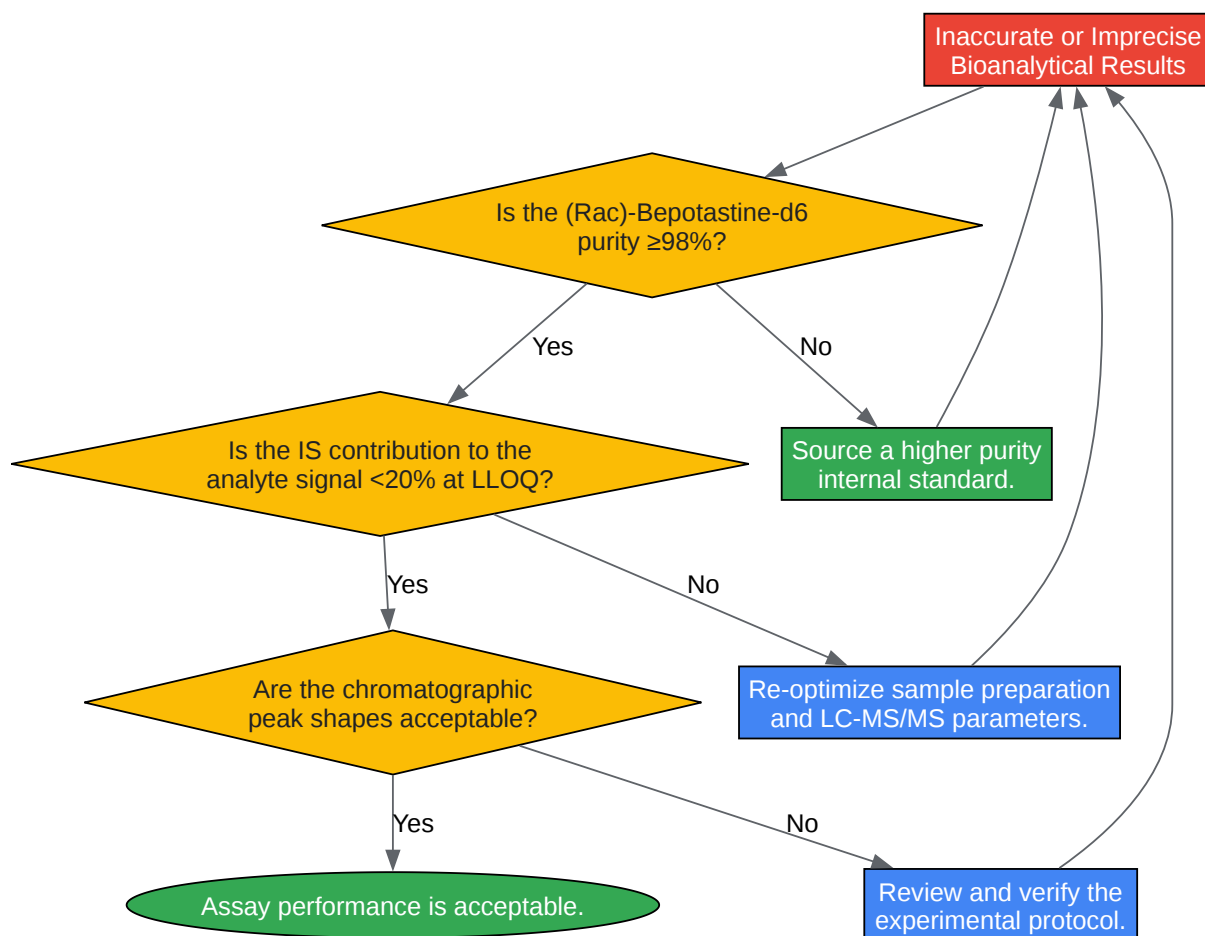 Inaccurate or Imprecise
Bioanalytical Results
Is the (Rac)-Bepotastine-d6
purity ≥98%?
Yes
No
Is the IS contribution to the
analyte signal <20% at LLOQ?
Source a higher purity
internal standard.
Yes
No
Are the chromatographic
peak shapes acceptable?
Re-optimize sample preparation
and LC-MS/MS parameters.
Yes
No
Assay performance is acceptable.
Review and verify the
experimental protocol.